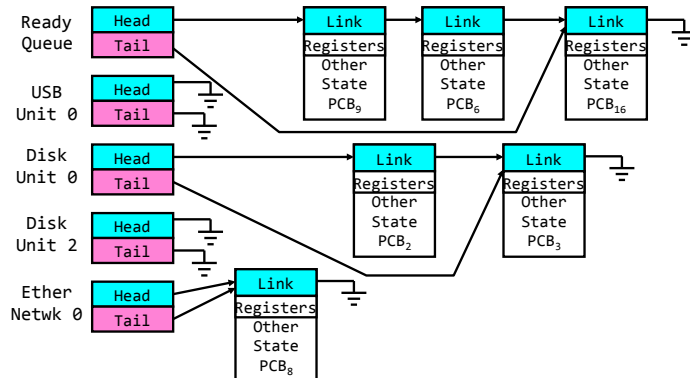 Ready
Queue
Head
Tail
Link
Registers
Other
State
PCB9
Link
Registers
Other
State
PCB6
Link
Registers
Other
State
PCB16
USB
Unit 0
Head
Tail
Disk
Unit 0
Head
Tail
Link
Registers
Other
State
PCB2
Link
Registers
Other
State
PCB3
Disk
Unit 2
Head
Tail
Ether
Netwk 0
Head
Tail
Link
Registers
Other
State
PCB8